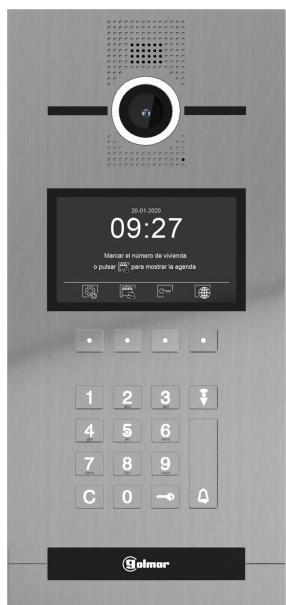 20-01-2020
09:27
Marcar el número de vivienda
o pulsar para mostrar la agenda
1 2 3
4 5 6
7 8 9
C 0
golmar